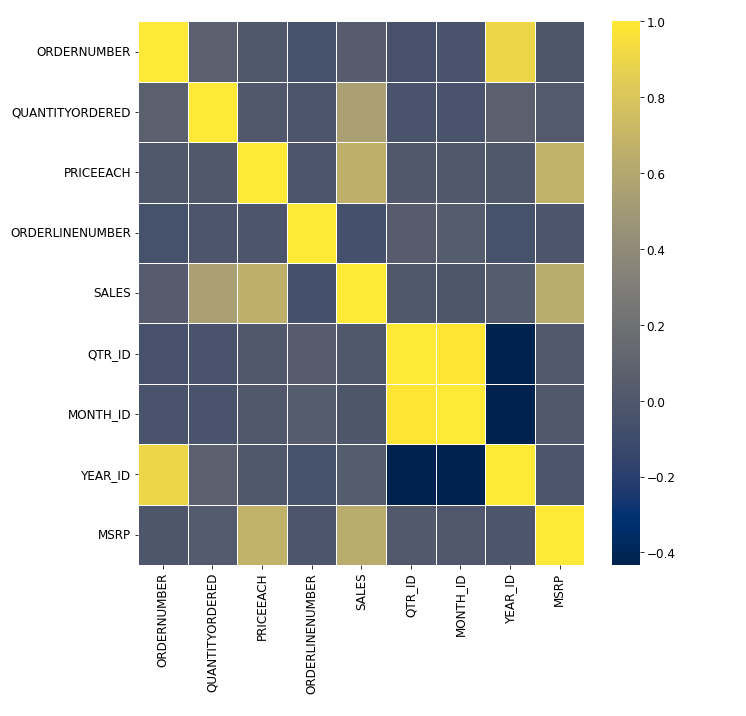 ORDERNUMBER
QUANTITYORDERED
PRICEEACH
ORDERLINENUMBER
SALES
QTR_ID
MONTH_ID
YEAR_ID
MSRP
ORDERNUMBER
QUANTITYORDERED
PRICEEACH
ORDERLINENUMBER
SALES
QTR_ID
MONTH_ID
YEAR_ID
MSRP
1.0
0.8
0.6
0.4
0.2
0.0
−0.2
−0.4